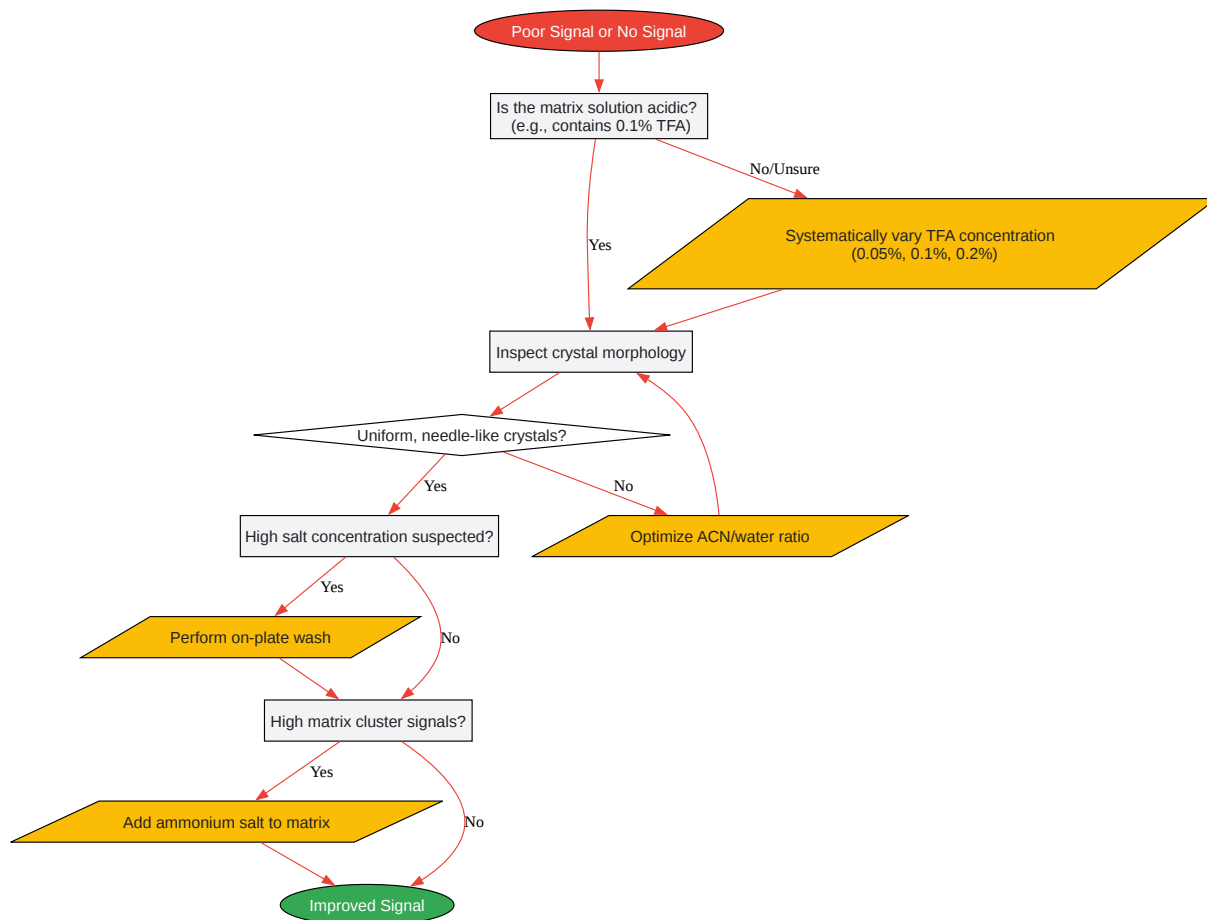 Poor Signal or No Signal
Is the matrix solution acidic?
(e.g., contains 0.1% TFA)
No/Unsure
Systematically vary TFA concentration
(0.05%, 0.1%, 0.2%)
Yes
Inspect crystal morphology
Uniform, needle-like crystals?
Yes
No
High salt concentration suspected?
Optimize ACN/water ratio
Yes
Perform on-plate wash
No
High matrix cluster signals?
Yes
Add ammonium salt to matrix
No
Improved Signal